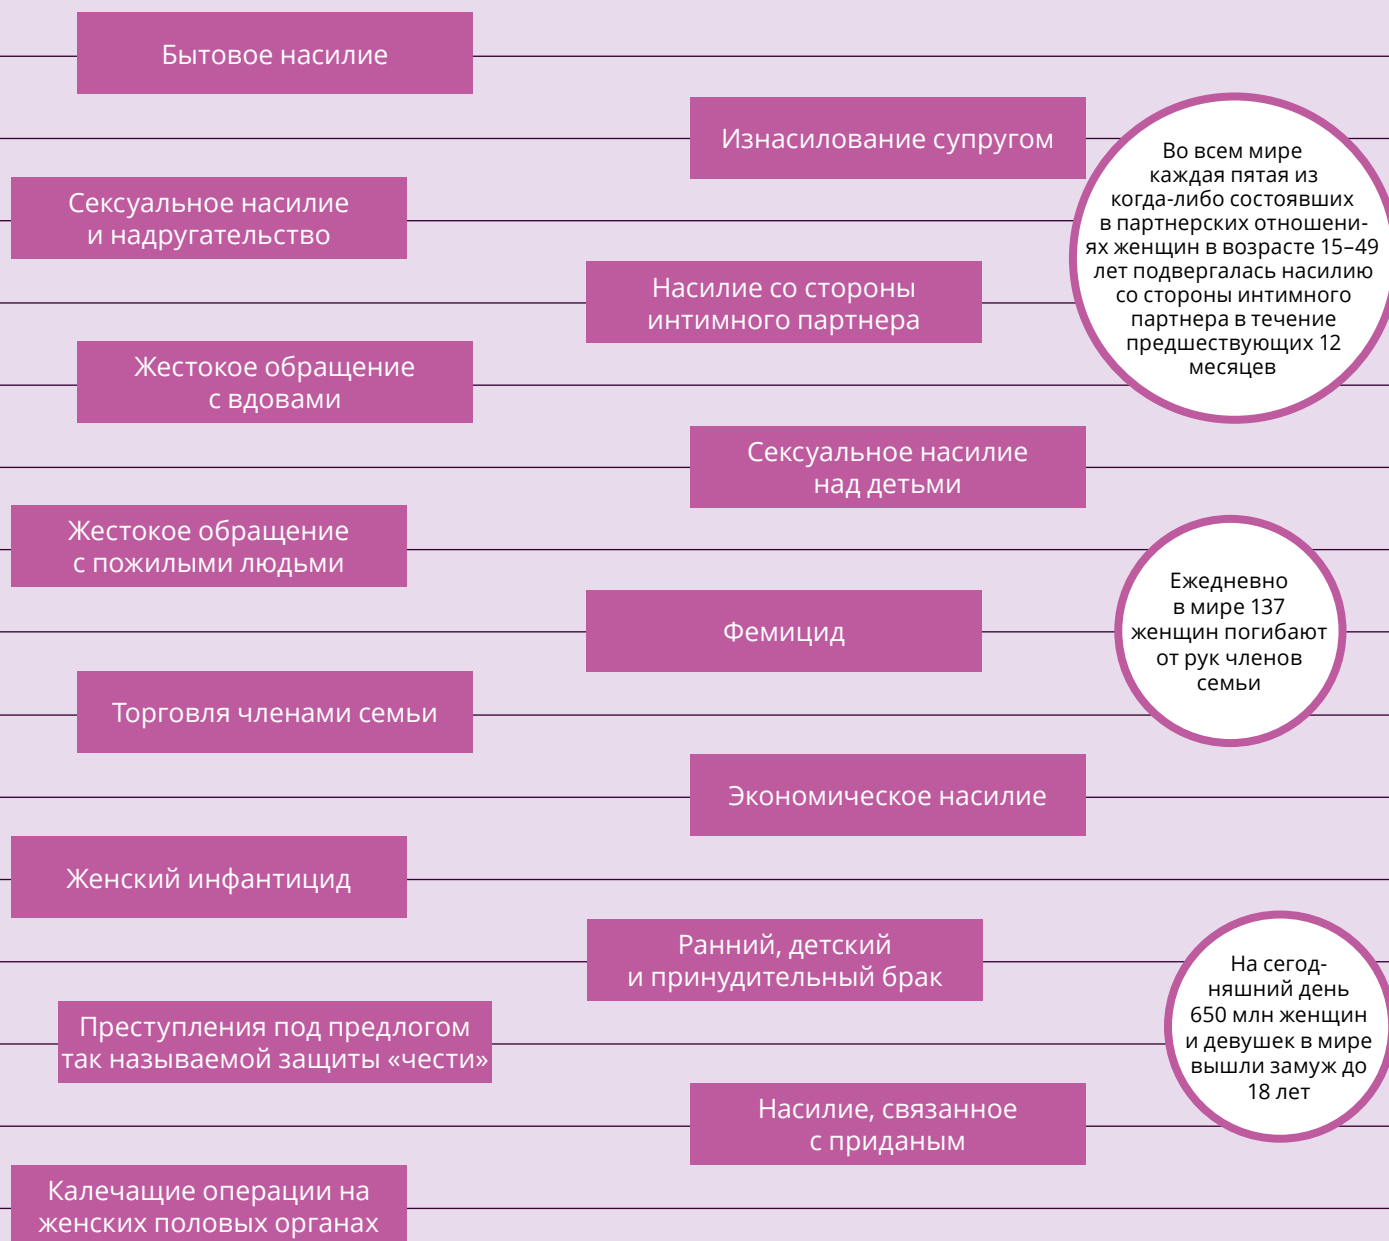 Бытовое насилие
Изнасилование супругом
Во всем мире
каждая пятая из
когда-либо состоявших
в партнерских отношени-
ях женщин в возрасте 15–49
лет подвергалась насилию
со стороны интимного
партнера в течение
предшествующих 12
месяцев
Сексуальное насилие
и надругательство
Насилие со стороны
интимного партнера
Жестокое обращение
с вдовами
Сексуальное насилие
над детьми
Жестокое обращение
с пожилыми людьми
Фемицид
Ежедневно
в мире 137
женщин погибают
от рук членов
семьи
Торговля членами семьи
Экономическое насилие
Женский инфантицид
Ранний, детский
и принудительный брак
На сегод-
няшний день
650 млн женщин
и девушек в мире
вышли замуж до
18 лет
Преступления под предлогом
так называемой защиты «чести»
Насилие, связанное
с приданым
Калечащие операции на
женских половых органах